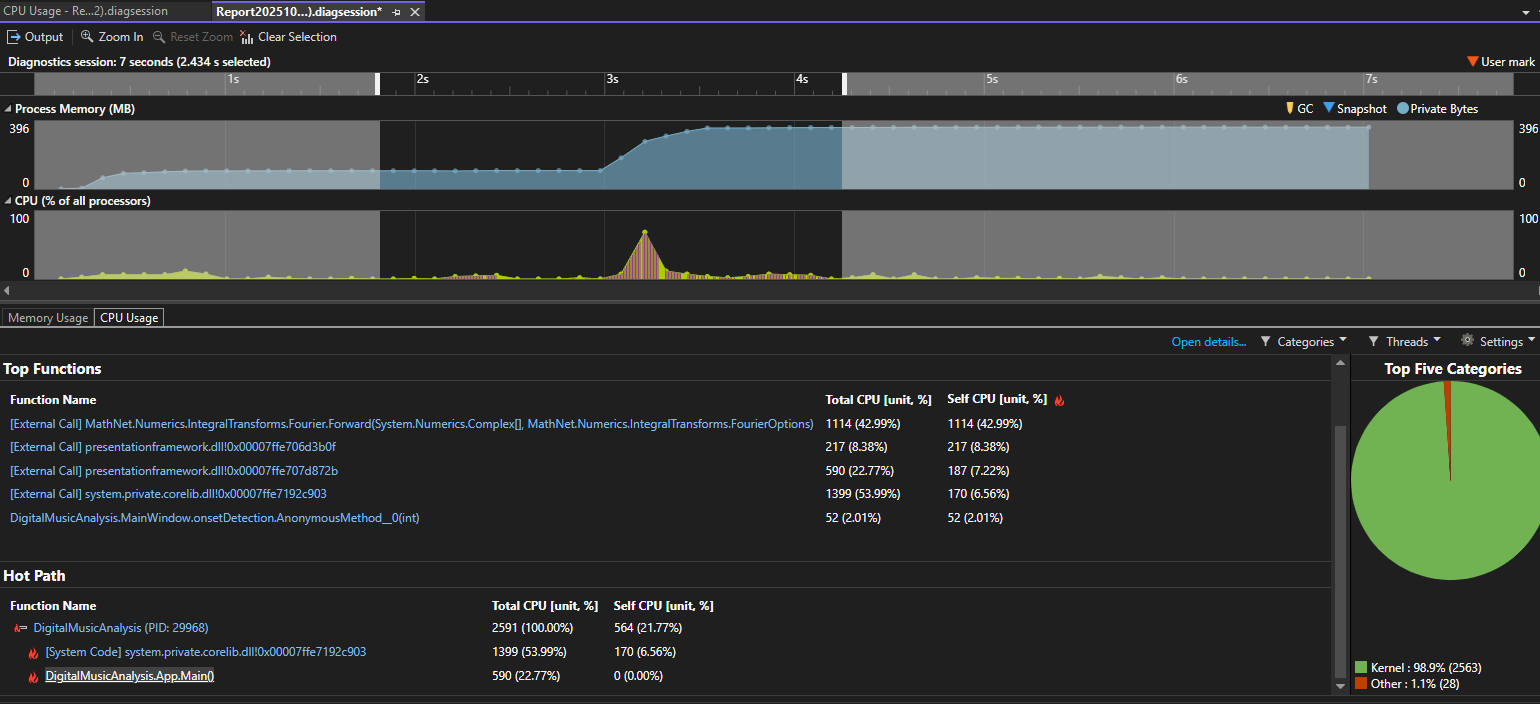 CPU Usage - Re...2).diagsession Report202510...).diagsession*
Output Zoom In Reset Zoom Clear Selection
Diagnostics session: 7 seconds (2.434 s selected) User mark
1s 2s 3s 4s 5s 6s 7s
Process Memory (MB) GC Snapshot Private Bytes
396 396
0 0
CPU (% of all processors)
100 100
0 0
Memory Usage CPU Usage
Open details... Categories Threads Settings
Top Functions Top Five Categories
Function Name Total CPU [unit, %] Self CPU [unit, %]
[External Call] MathNet.Numerics.IntegralTransforms.Fourier.Forward(System.Numerics.Complex[], MathNet.Numerics.IntegralTransforms.FourierOptions) 1114 (42.99%) 1114 (42.99%)
[External Call] presentationframework.dll!0x00007ffe706d3b0f 217 (8.38%) 217 (8.38%)
[External Call] presentationframework.dll!0x00007ffe707d872b 590 (22.77%) 187 (7.22%)
[External Call] system.private.corelib.dll!0x00007ffe7192c903 1399 (53.99%) 170 (6.56%)
DigitalMusicAnalysis.MainWindow.onsetDetection.AnonymousMethod__0(int) 52 (2.01%) 52 (2.01%)
Hot Path
Function Name Total CPU [unit, %] Self CPU [unit, %]
DigitalMusicAnalysis (PID: 29968) 2591 (100.00%) 564 (21.77%)
[System Code] system.private.corelib.dll!0x00007ffe7192c903 1399 (53.99%) 170 (6.56%)
DigitalMusicAnalysis.App.Main() 590 (22.77%) 0 (0.00%)
Kernel : 98.9% (2563)
Other : 1.1% (28)